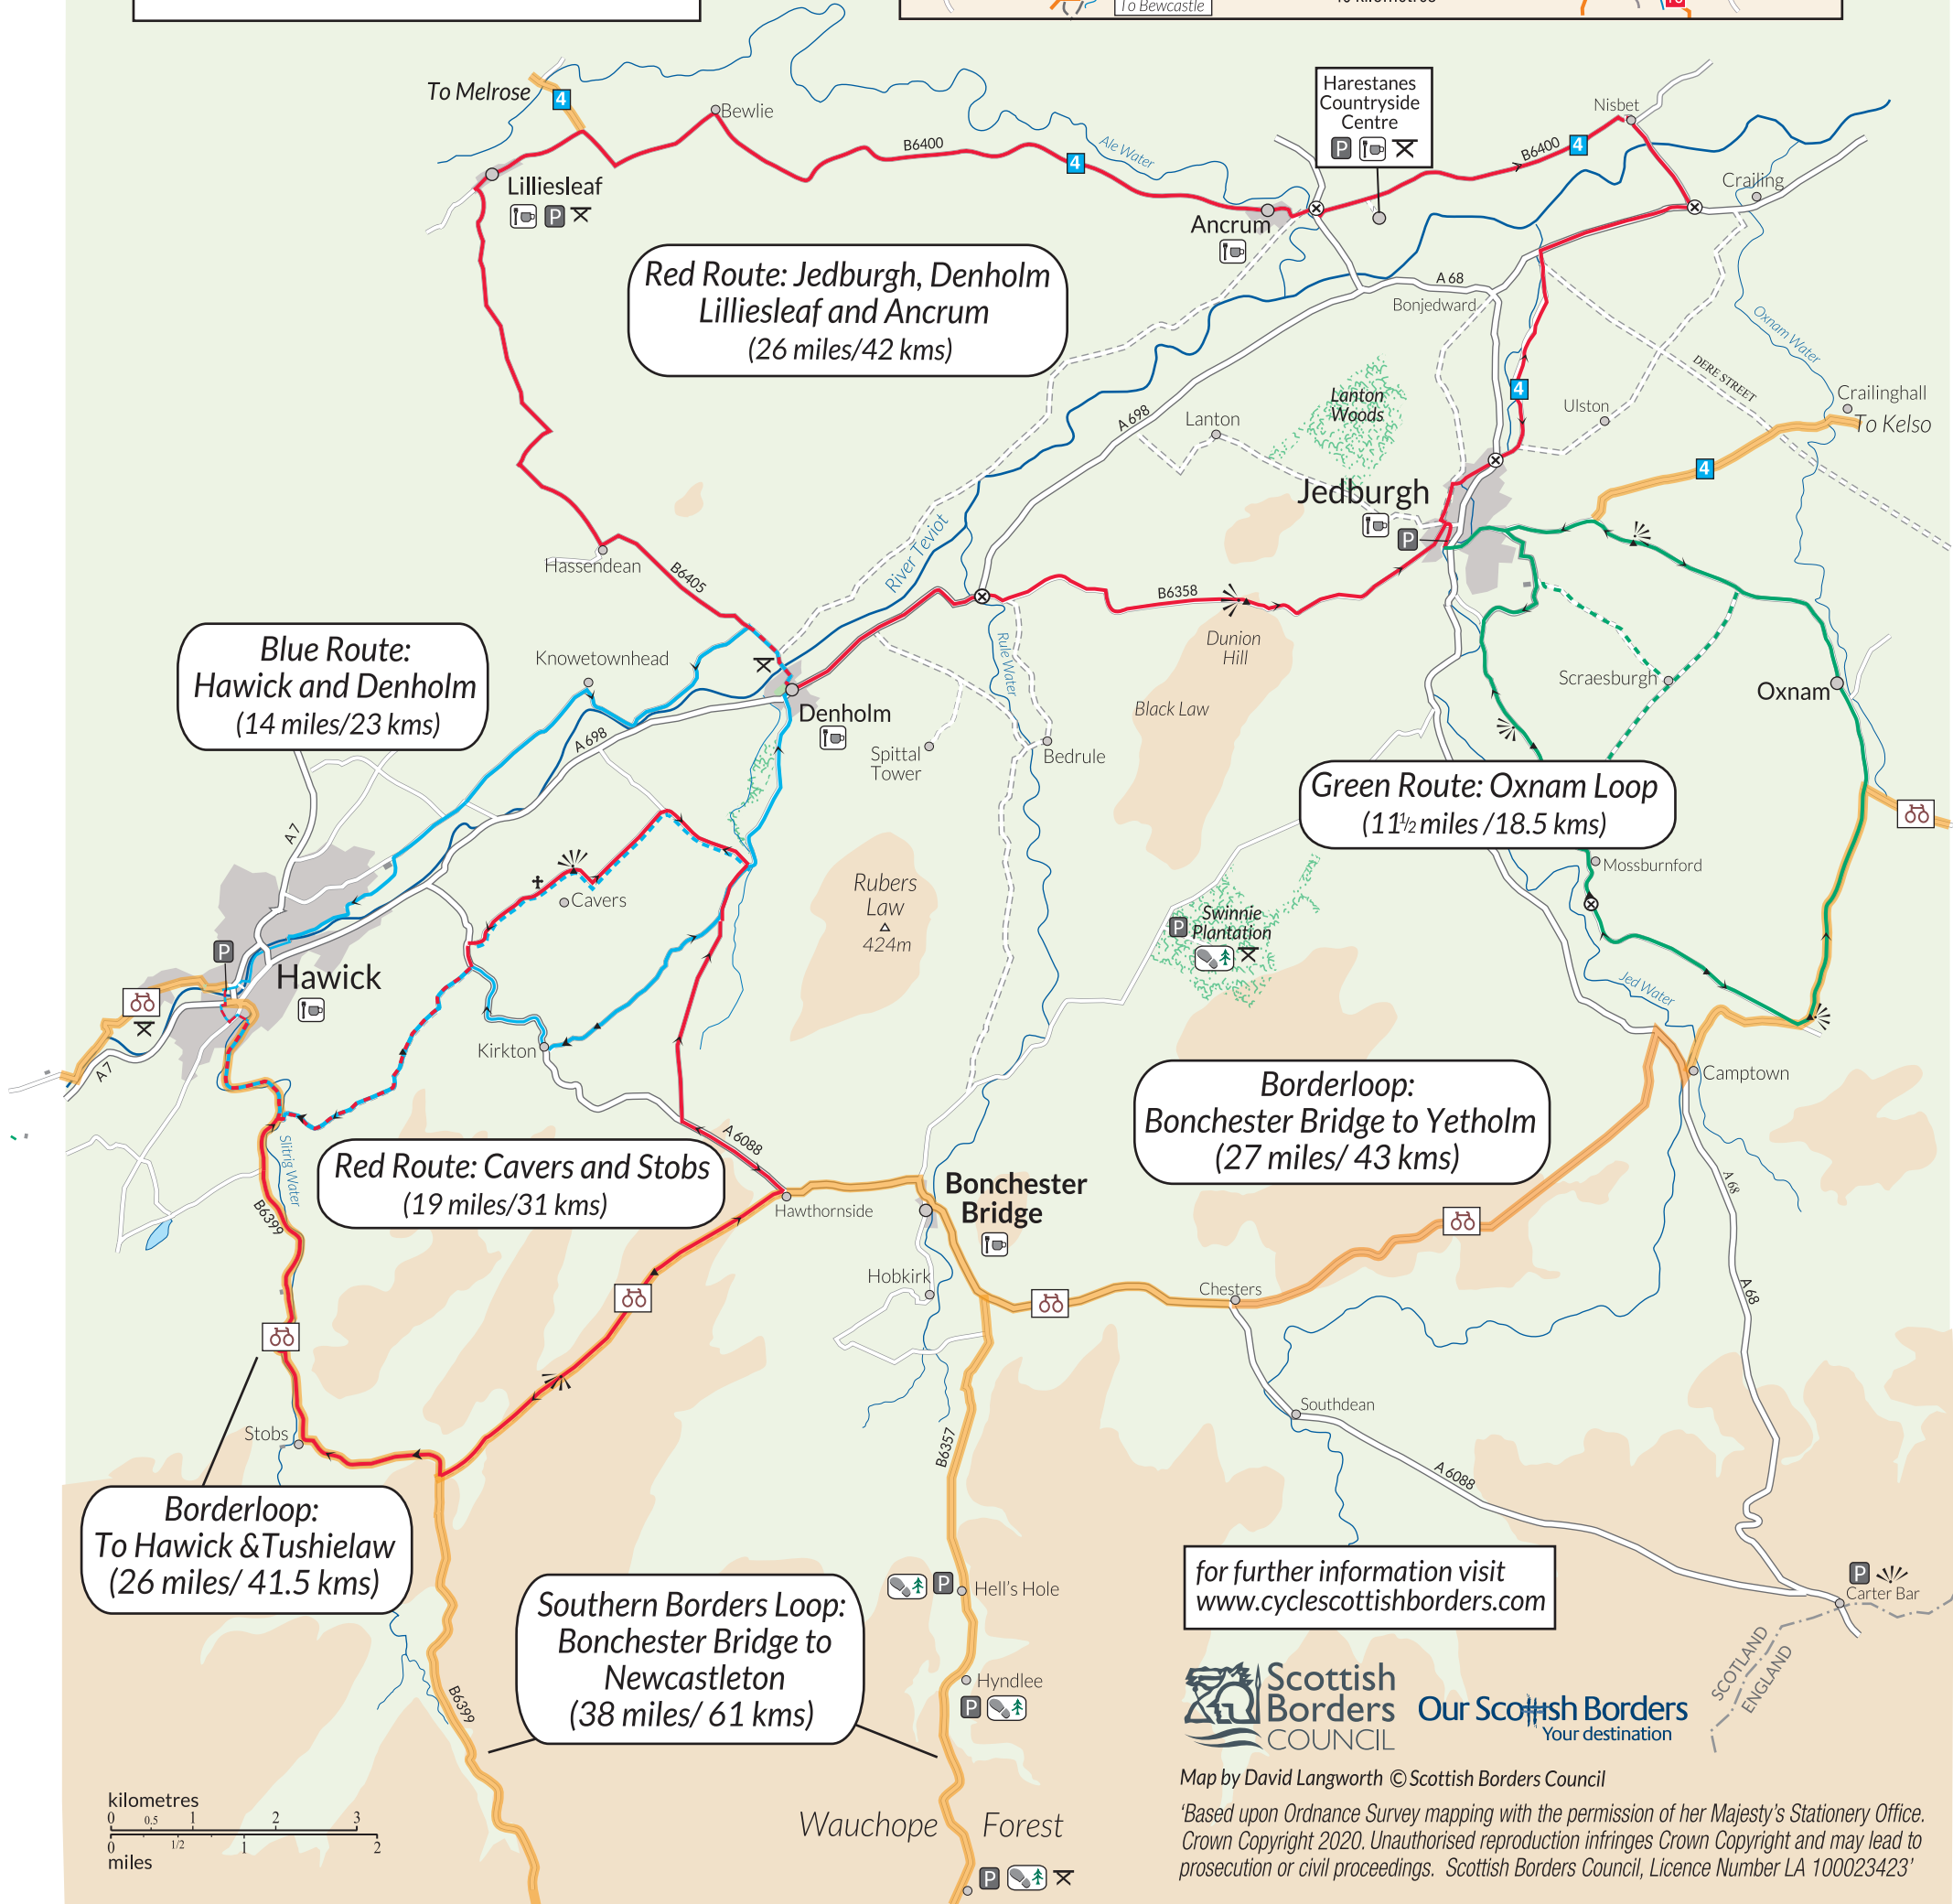 To Bewcastle
To Melrose
4
Bewlie
B6400
4
Ale Water
Harestanes
Countryside
Centre
P
B6400
4
Nisbet
Crailing
Lilliesleaf
P
Ancrum
Red Route: Jedburgh, Denholm
Lilliesleaf and Ancrum
(26 miles/42 kms)
A 68
Bonjedward
Oxnam Water
DERE STREET
4
Lanton
Woods
A 698
Lanton
Ulston
Crailinghall
To Kelso
4
Jedburgh
P
River Teviot
Hassendean
B6405
B6358
Dunion
Hill
Rule Water
Black Law
Scraesburgh
Oxnam
Blue Route:
Hawick and Denholm
(14 miles/23 kms)
Knowetownhead
A 698
Denholm
Spittal
Tower
Bedrule
Green Route: Oxnam Loop
(11½ miles /18.5 kms)
Mossburnford
A 7
Cavers
Rubers
Law
424m
P
Swinnie
Plantation
P
Hawick
Jed Water
A 7
Kirkton
Camptown
Borderloop:
Bonchester Bridge to Yetholm
(27 miles/ 43 kms)
Slitrig Water
A 6088
Red Route: Cavers and Stobs
(19 miles/31 kms)
B6399
Hawthornside
Bonchester
Bridge
A 68
Hobkirk
Chesters
A 68
Stobs
Southdean
B6357
A 6088
Borderloop:
To Hawick &Tushielaw
(26 miles/ 41.5 kms)
Southern Borders Loop:
Bonchester Bridge to
Newcastleton
(38 miles/ 61 kms)
P
Hell's Hole
for further information visit
www.cyclescottishborders.com
P
Carter Bar
SCOTLAND
ENGLAND
B6399
Hyndlee
P
Scottish
Borders
COUNCIL
Our Scottish Borders
Your destination
Map by David Langworth © Scottish Borders Council
kilometres
0 0.5 1 2 3
0 1/2 1 2
miles
Wauchope Forest
P
‘Based upon Ordnance Survey mapping with the permission of her Majesty’s Stationery Office.
Crown Copyright 2020. Unauthorised reproduction infringes Crown Copyright and may lead to
prosecution or civil proceedings. Scottish Borders Council, Licence Number LA 100023423’